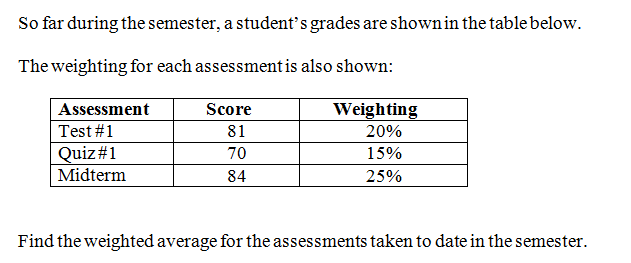 So far during the semester, a student's grades are shown in the table below.
The weighting for each assessment is also shown:
Assessment Score Weighting
Test #1 81 20%
Quiz #1 70 15%
Midterm 84 25%
Find the weighted average for the assessments taken to date in the semester.